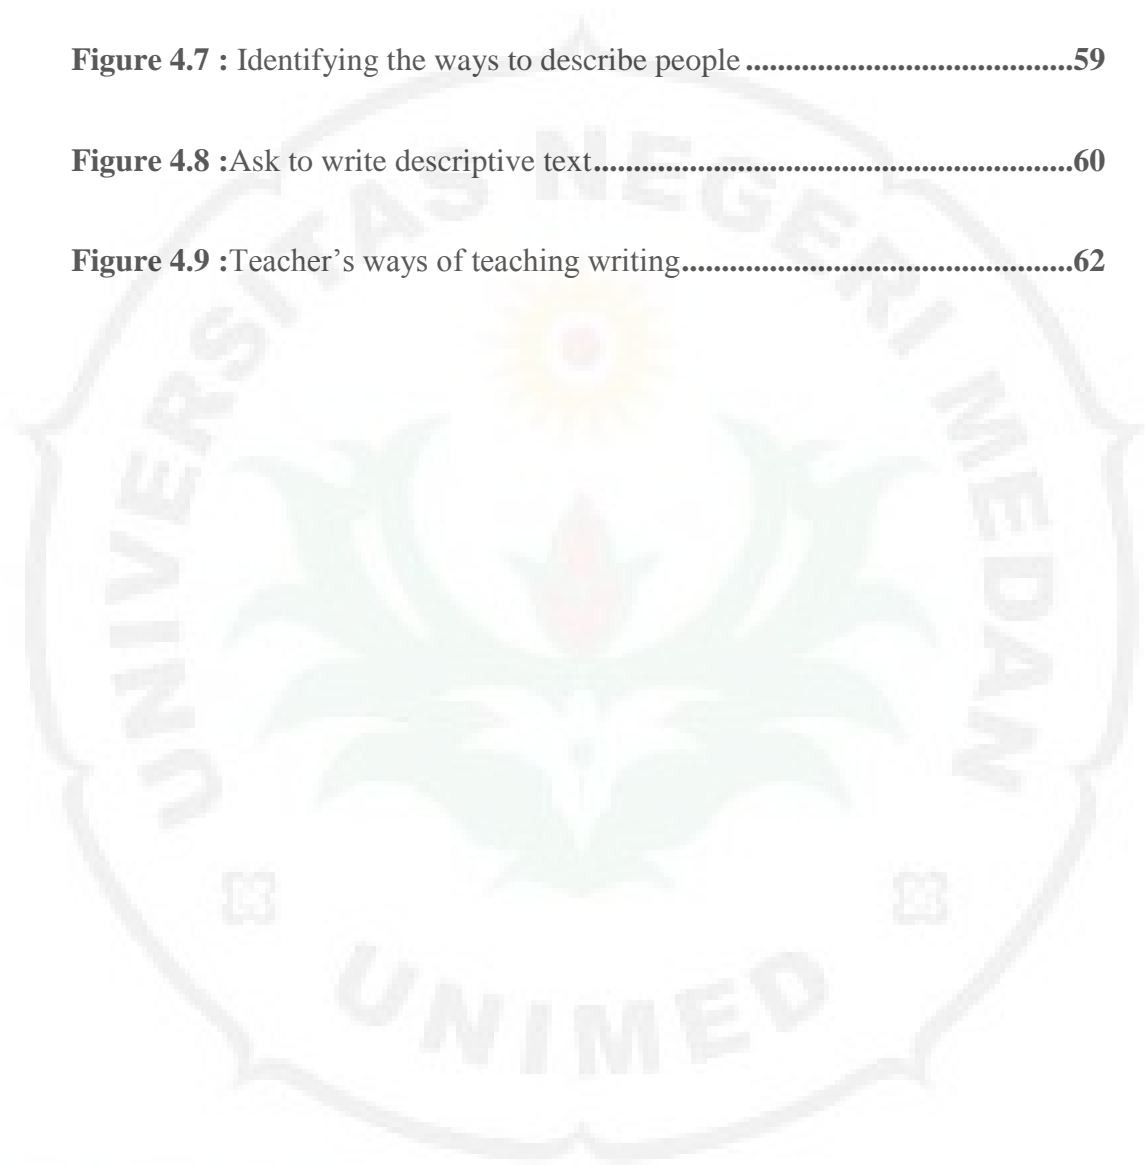 Figure 4.7 : Identifying the ways to describe people.........................................59
Figure 4.8 :Ask to write descriptive text............................................................60
Figure 4.9 :Teacher’s ways of teaching writing.................................................62
UNIVERSITAS NEGERI MEDAN
UNIMED